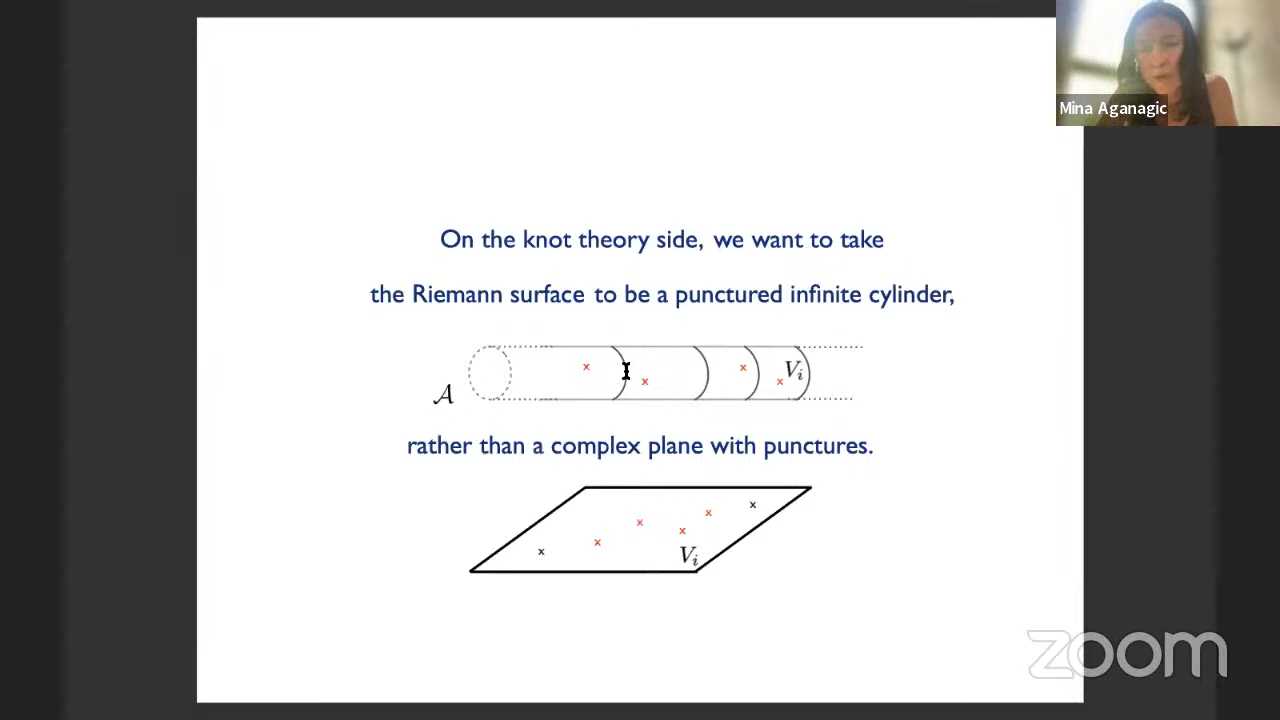 Mina Aganagic
On the knot theory side, we want to take
the Riemann surface to be a punctured infinite cylinder,
x x x x V_i
𝒜
rather than a complex plane with punctures.
x x x x x x
V_i
zoom